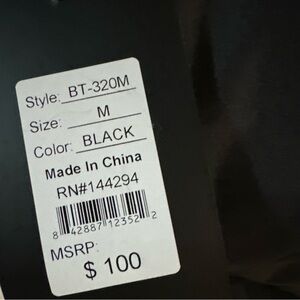 Style: BT-320M
Size: M
Color: BLACK
Made In China
RN#144294
8 42887 12352 2
MSRP:
$ 100